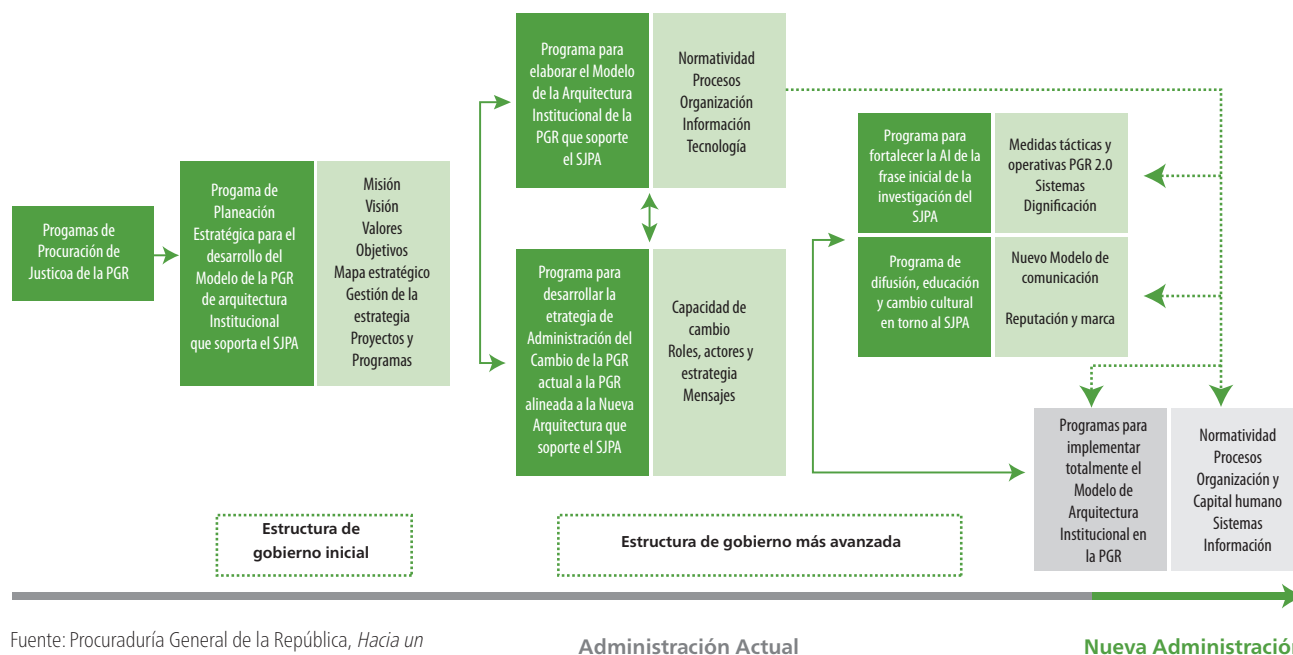 Progamas de
Procuración de
Justicoa de la PGR
Progama de
Planeación
Estratégica para el
desarrollo del
Modelo de la PGR
de arquitectura
Institucional
que soporta el SJPA
Misión
Visión
Valores
Objetivos
Mapa estratégico
Gestión de la
estrategia
Proyectos y
Programas
Programa para
elaborar el Modelo
de la Arquitectura
Institucional de la
PGR que soporte
el SJPA
Normatividad
Procesos
Organización
Información
Tecnología
Programa para
desarrollar la
etrategia de
Administración del
Cambio de la PGR
actual a la PGR
alineada a la Nueva
Arquitectura que
soporte el SJPA
Capacidad de
cambio
Roles, actores y
estrategia
Mensajes
Programa para
fortalecer la AI de la
frase inicial de la
investigación del
SJPA
Medidas tácticas y
operativas PGR 2.0
Sistemas
Dignificación
Programa de
difusión, educación
y cambio cultural
en torno al SJPA
Nuevo Modelo de
comunicación
Reputación y marca
Programas para
implementar
totalmente el
Modelo de
Arquitectura
Institucional en
la PGR
Normatividad
Procesos
Organización y
Capital humano
Sistemas
Información
Estructura de
gobierno inicial
Estructura de gobierno más avanzada
Administración Actual
Nueva Administración
Fuente: Procuraduría General de la República, Hacia un